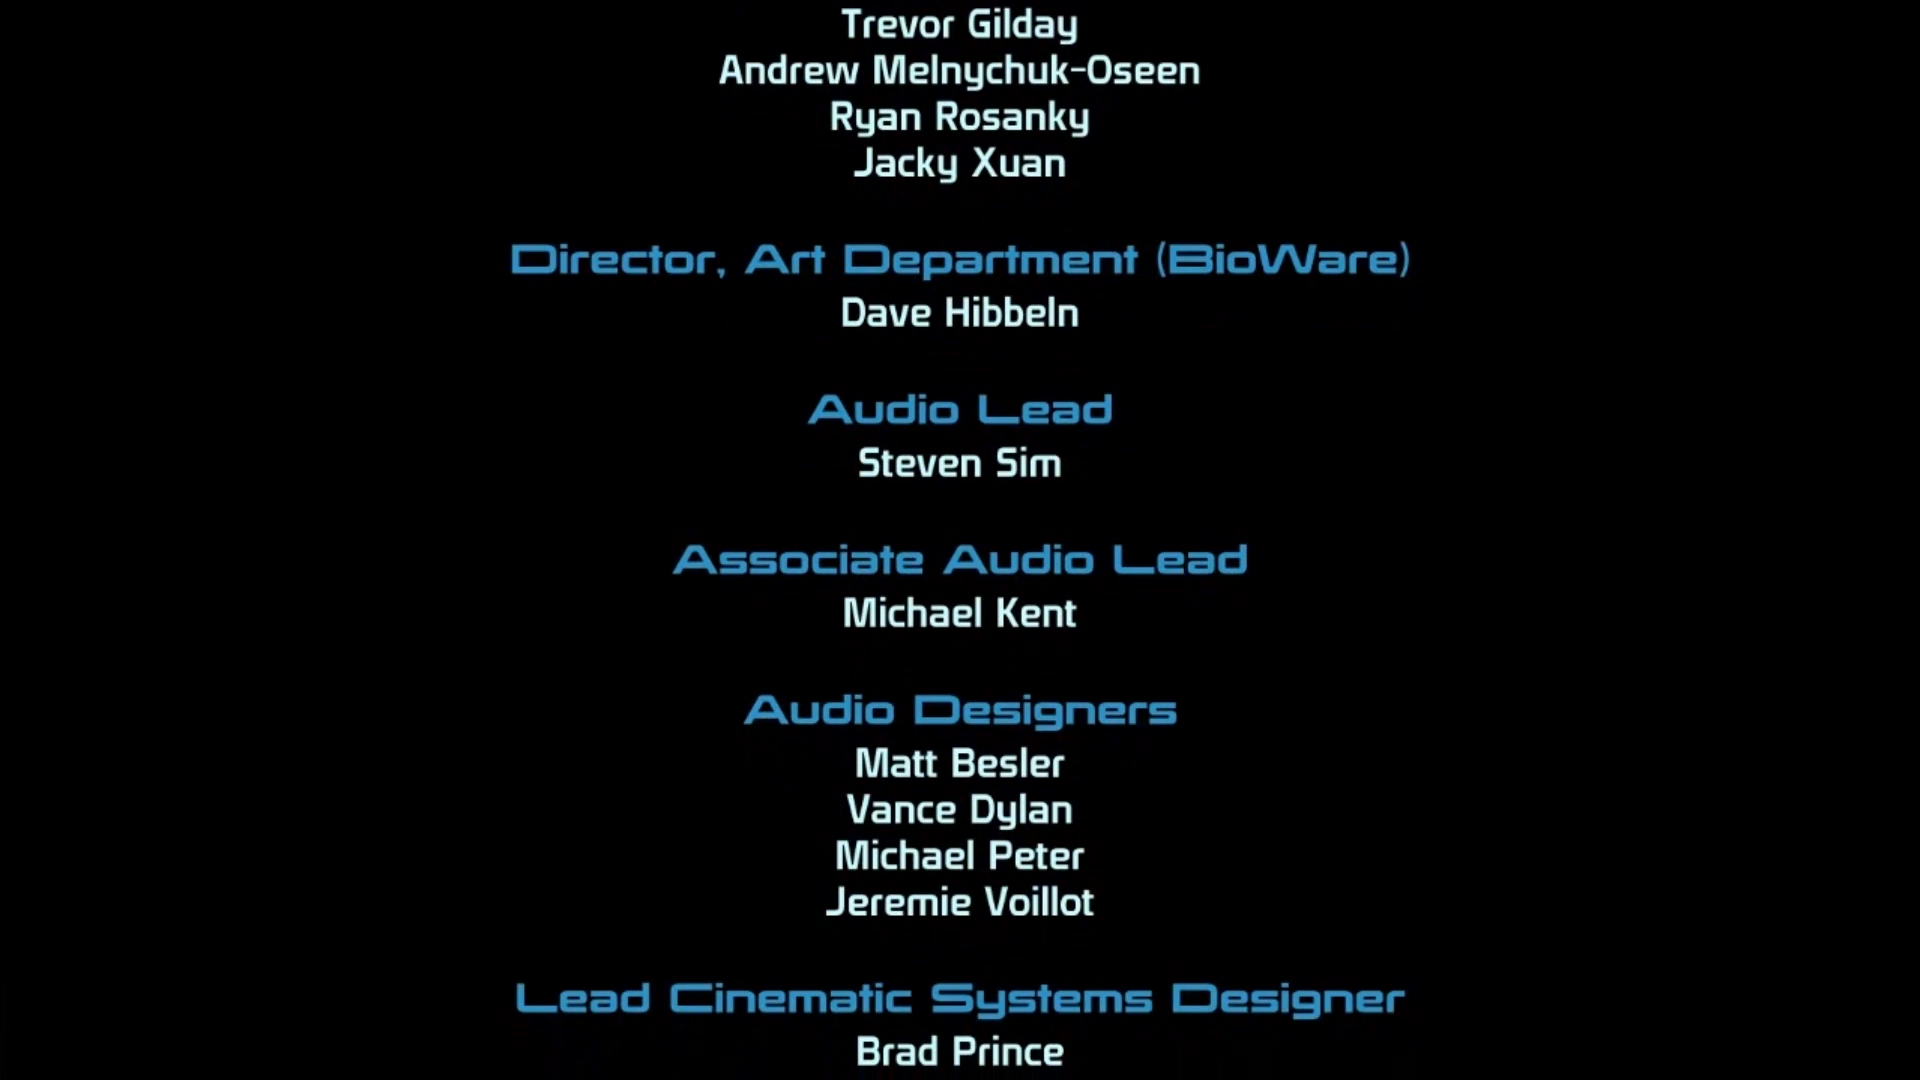 Trevor Gilday
Andrew Melnychuk-Oseen
Ryan Rosanky
Jacky Xuan
Director, Art Department (BioWare)
Dave Hibbeln
Audio Lead
Steven Sim
Associate Audio Lead
Michael Kent
Audio Designers
Matt Besler
Vance Dylan
Michael Peter
Jeremie Voillot
Lead Cinematic Systems Designer
Brad Prince